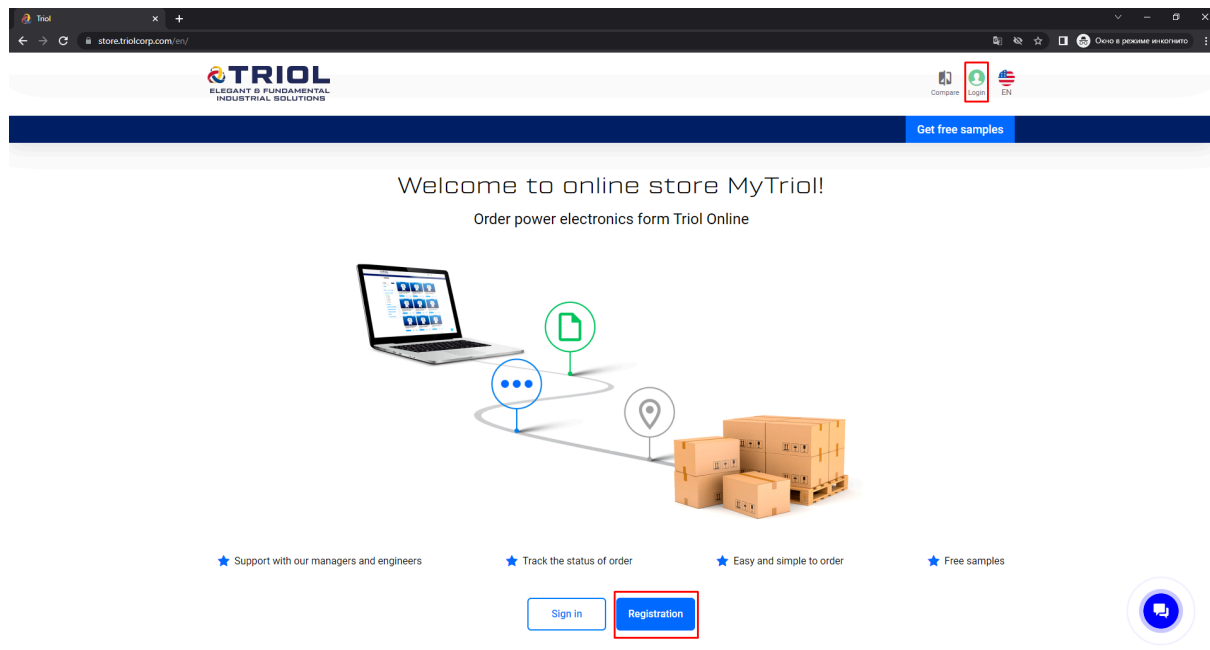 Triol
store.triolcorp.com/en/
Окно в режиме инкогнито
TRIOL
ELEGANT & FUNDAMENTAL
INDUSTRIAL SOLUTIONS
Compare
Login
EN
Get free samples
Welcome to online store MyTriol!
Order power electronics form Triol Online
Support with our managers and engineers
Track the status of order
Easy and simple to order
Free samples
Sign in
Registration